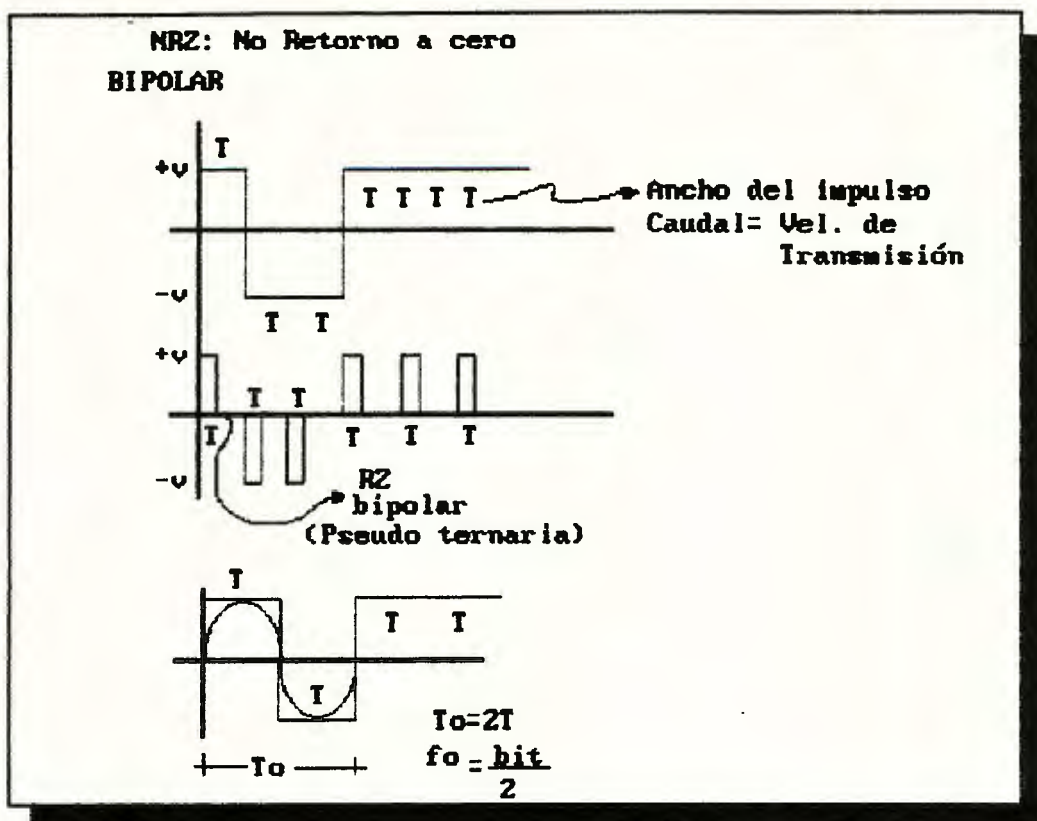 NRZ: No Retorno a cero
BIPOLAR
T
+v
T T T T
Ancho del impulso
Caudal= Vel. de
Transmisión
-v
T T
+v
T T
T T T T
-v
RZ
bipolar
(Pseudo ternaria)
T
T T
T
To=2T
To
fo = bit
2